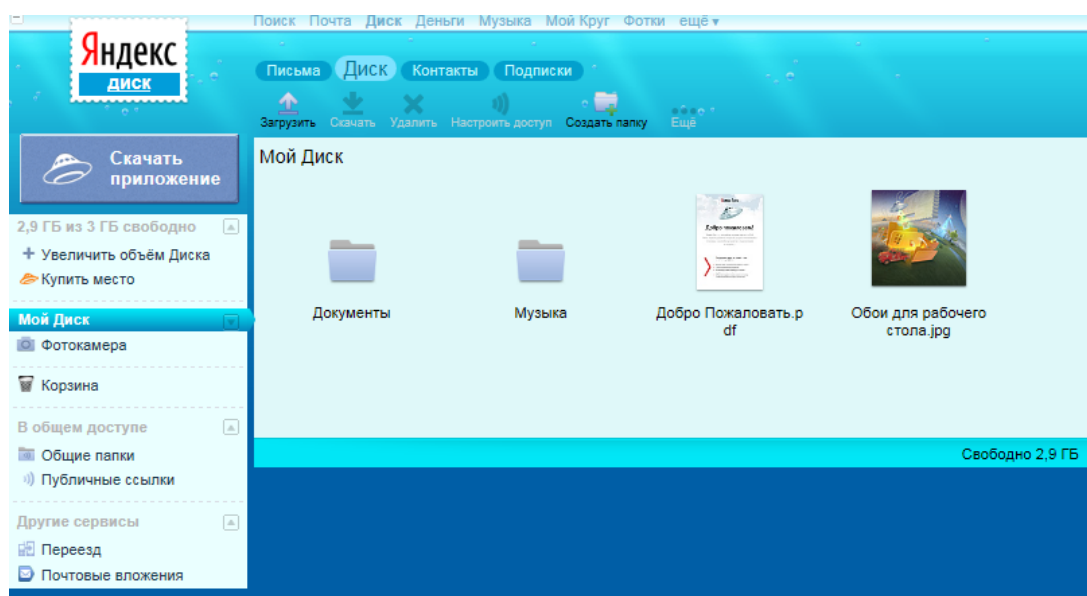 Поиск Почта Диск Деньги Музыка Мой Круг Фотки ещё
Яндекс
диск
Письма Диск Контакты Подписки
Загрузить Скачать Удалить Настроить доступ Создать папку Ещё
Скачать
приложение
Мой Диск
2,9 ГБ из 3 ГБ свободно
+ Увеличить объём Диска
Купить место
Мой Диск
Фотокамера
Корзина
В общем доступе
Общие папки
Публичные ссылки
Другие сервисы
Переезд
Почтовые вложения
Добро пожаловать!
Документы
Музыка
Добро Пожаловать.p
df
Обои для рабочего
стола.jpg
Свободно 2,9 ГБ